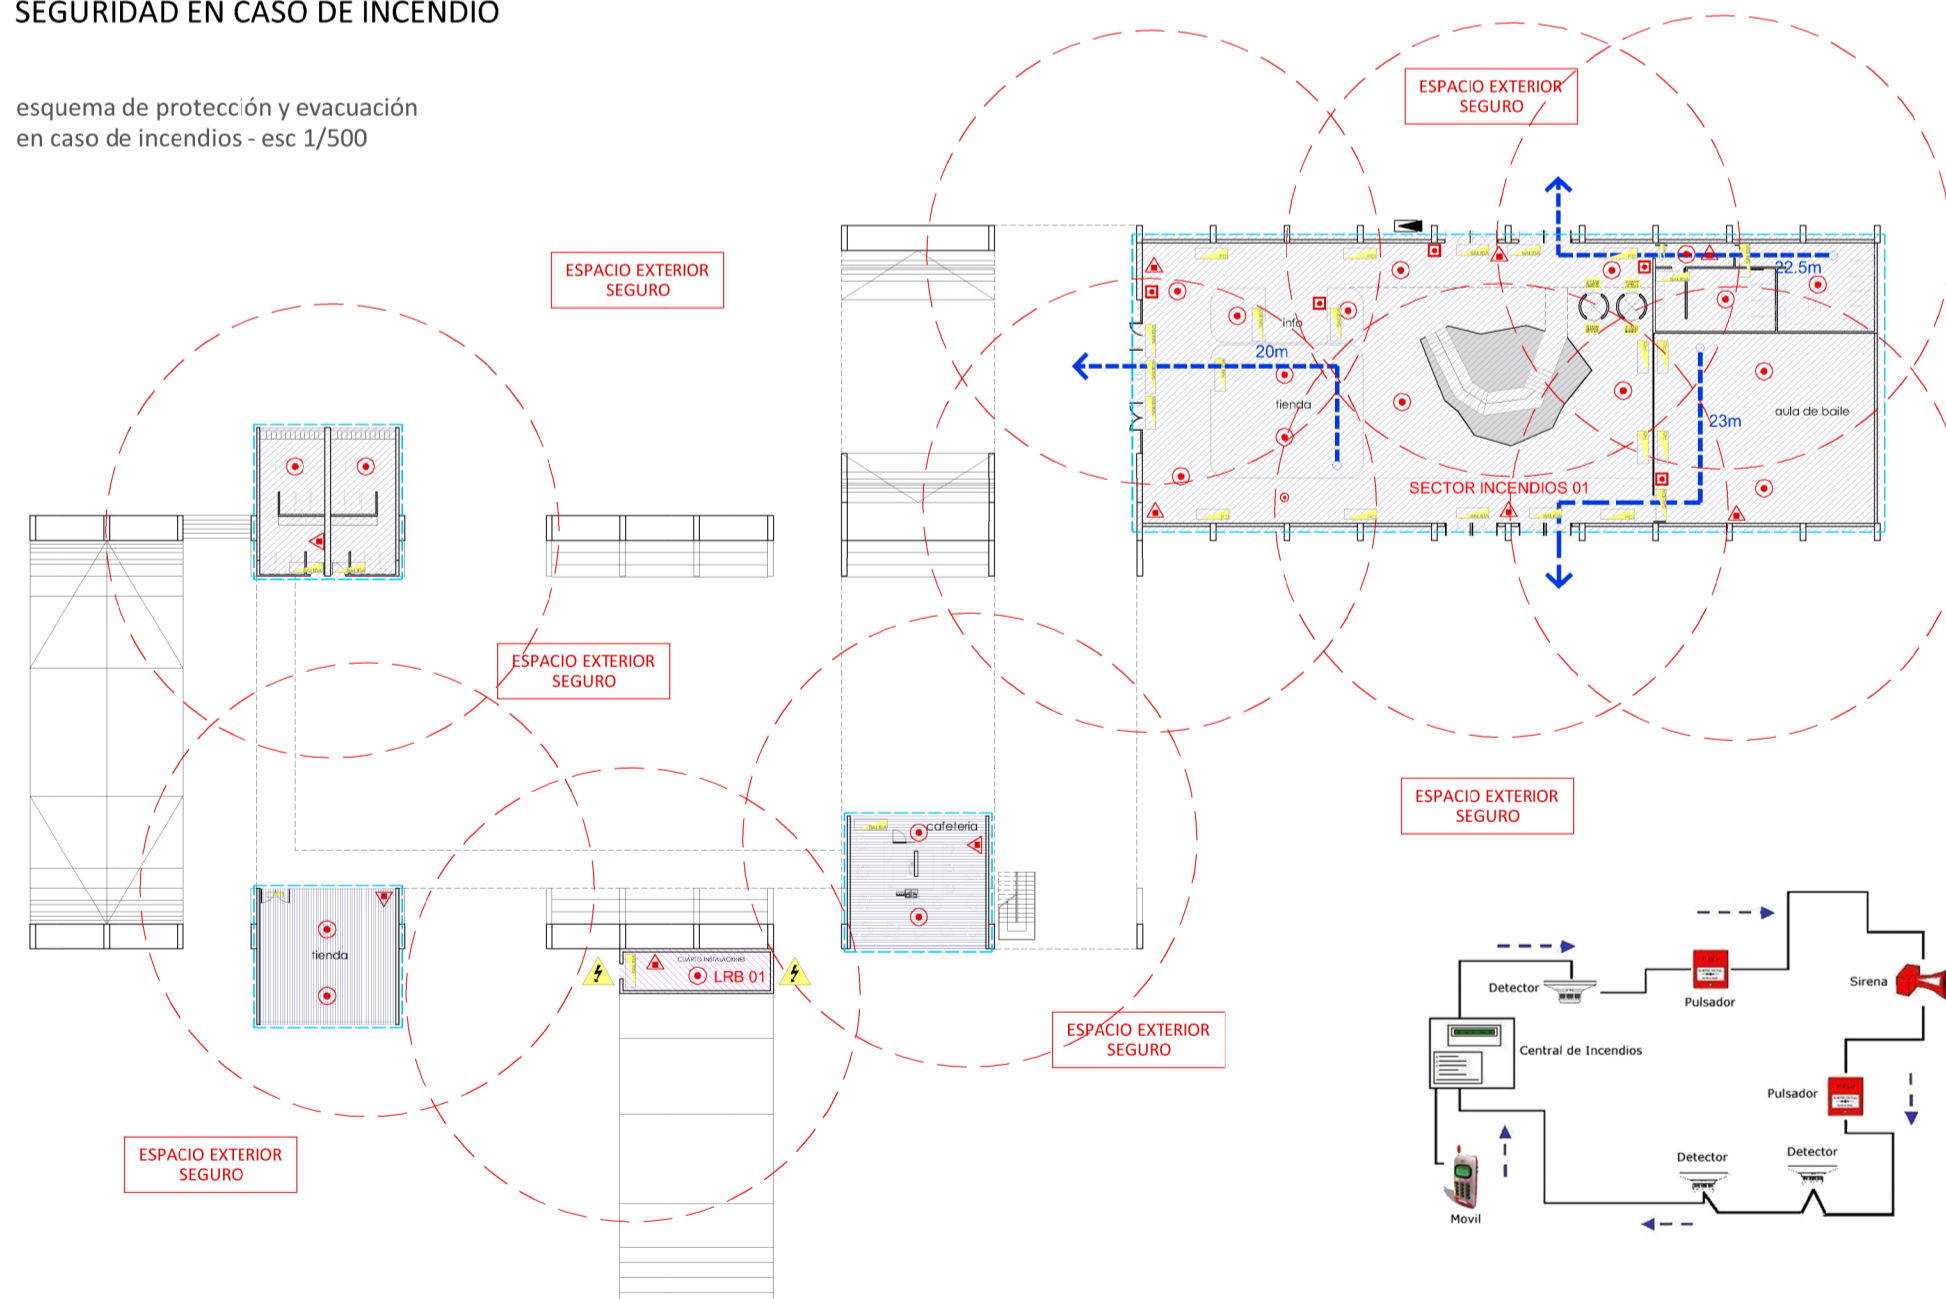 SEGURIDAD EN CASO DE INCENDIO
esquema de protección y evacuación
en caso de incendios - esc 1/500
ESPACIO EXTERIOR
SEGURO
ESPACIO EXTERIOR
SEGURO
22.5m
info
20m
tienda
aula de baile
23m
SECTOR INCENDIOS 01
ESPACIO EXTERIOR
SEGURO
ESPACIO EXTERIOR
SEGURO
cafeteria
tienda
CUARTO INSTALACIONES
LRB 01
ESPACIO EXTERIOR
SEGURO
ESPACIO EXTERIOR
SEGURO
Detector
Pulsador
Sirena
Central de Incendios
Pulsador
Detector
Detector
Movil